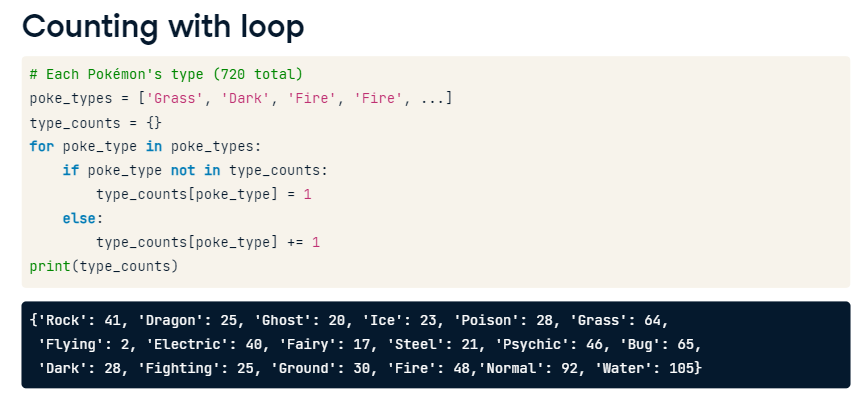 Counting with loop
# Each Pokémon's type (720 total)
poke_types = ['Grass', 'Dark', 'Fire', 'Fire', ...]
type_counts = {}
for poke_type in poke_types:
    if poke_type not in type_counts:
        type_counts[poke_type] = 1
    else:
        type_counts[poke_type] += 1
print(type_counts)
{'Rock': 41, 'Dragon': 25, 'Ghost': 20, 'Ice': 23, 'Poison': 28, 'Grass': 64,
 'Flying': 2, 'Electric': 40, 'Fairy': 17, 'Steel': 21, 'Psychic': 46, 'Bug': 65,
 'Dark': 28, 'Fighting': 25, 'Ground': 30, 'Fire': 48,'Normal': 92, 'Water': 105}